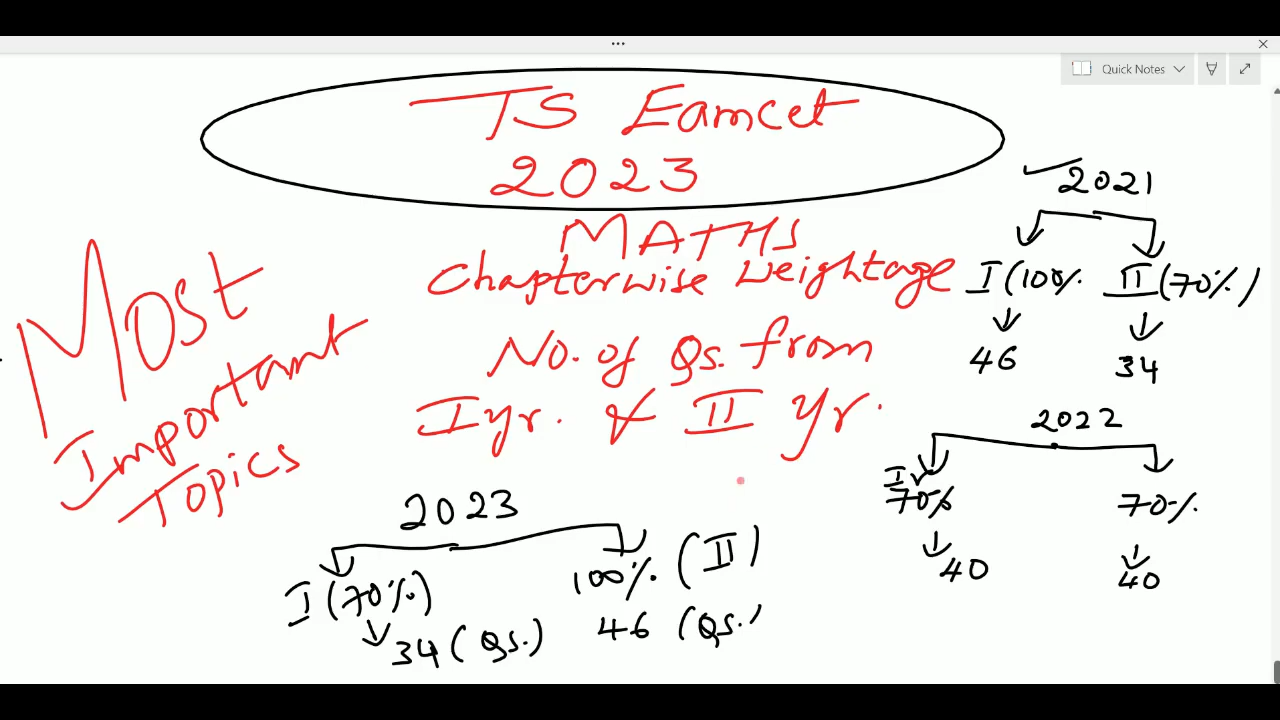 Quick Notes
TS Eamcet
2023
MATHS
Chapterwise Weightage
No. of Qs. from
I yr. & II Yr.
Most
Important
Topics
2021
I (100% II (70%)
46 34
2022
I 70% 70%
40 40
2023
I (70%) 100% (II)
34 (Qs.) 46 (Qs.)